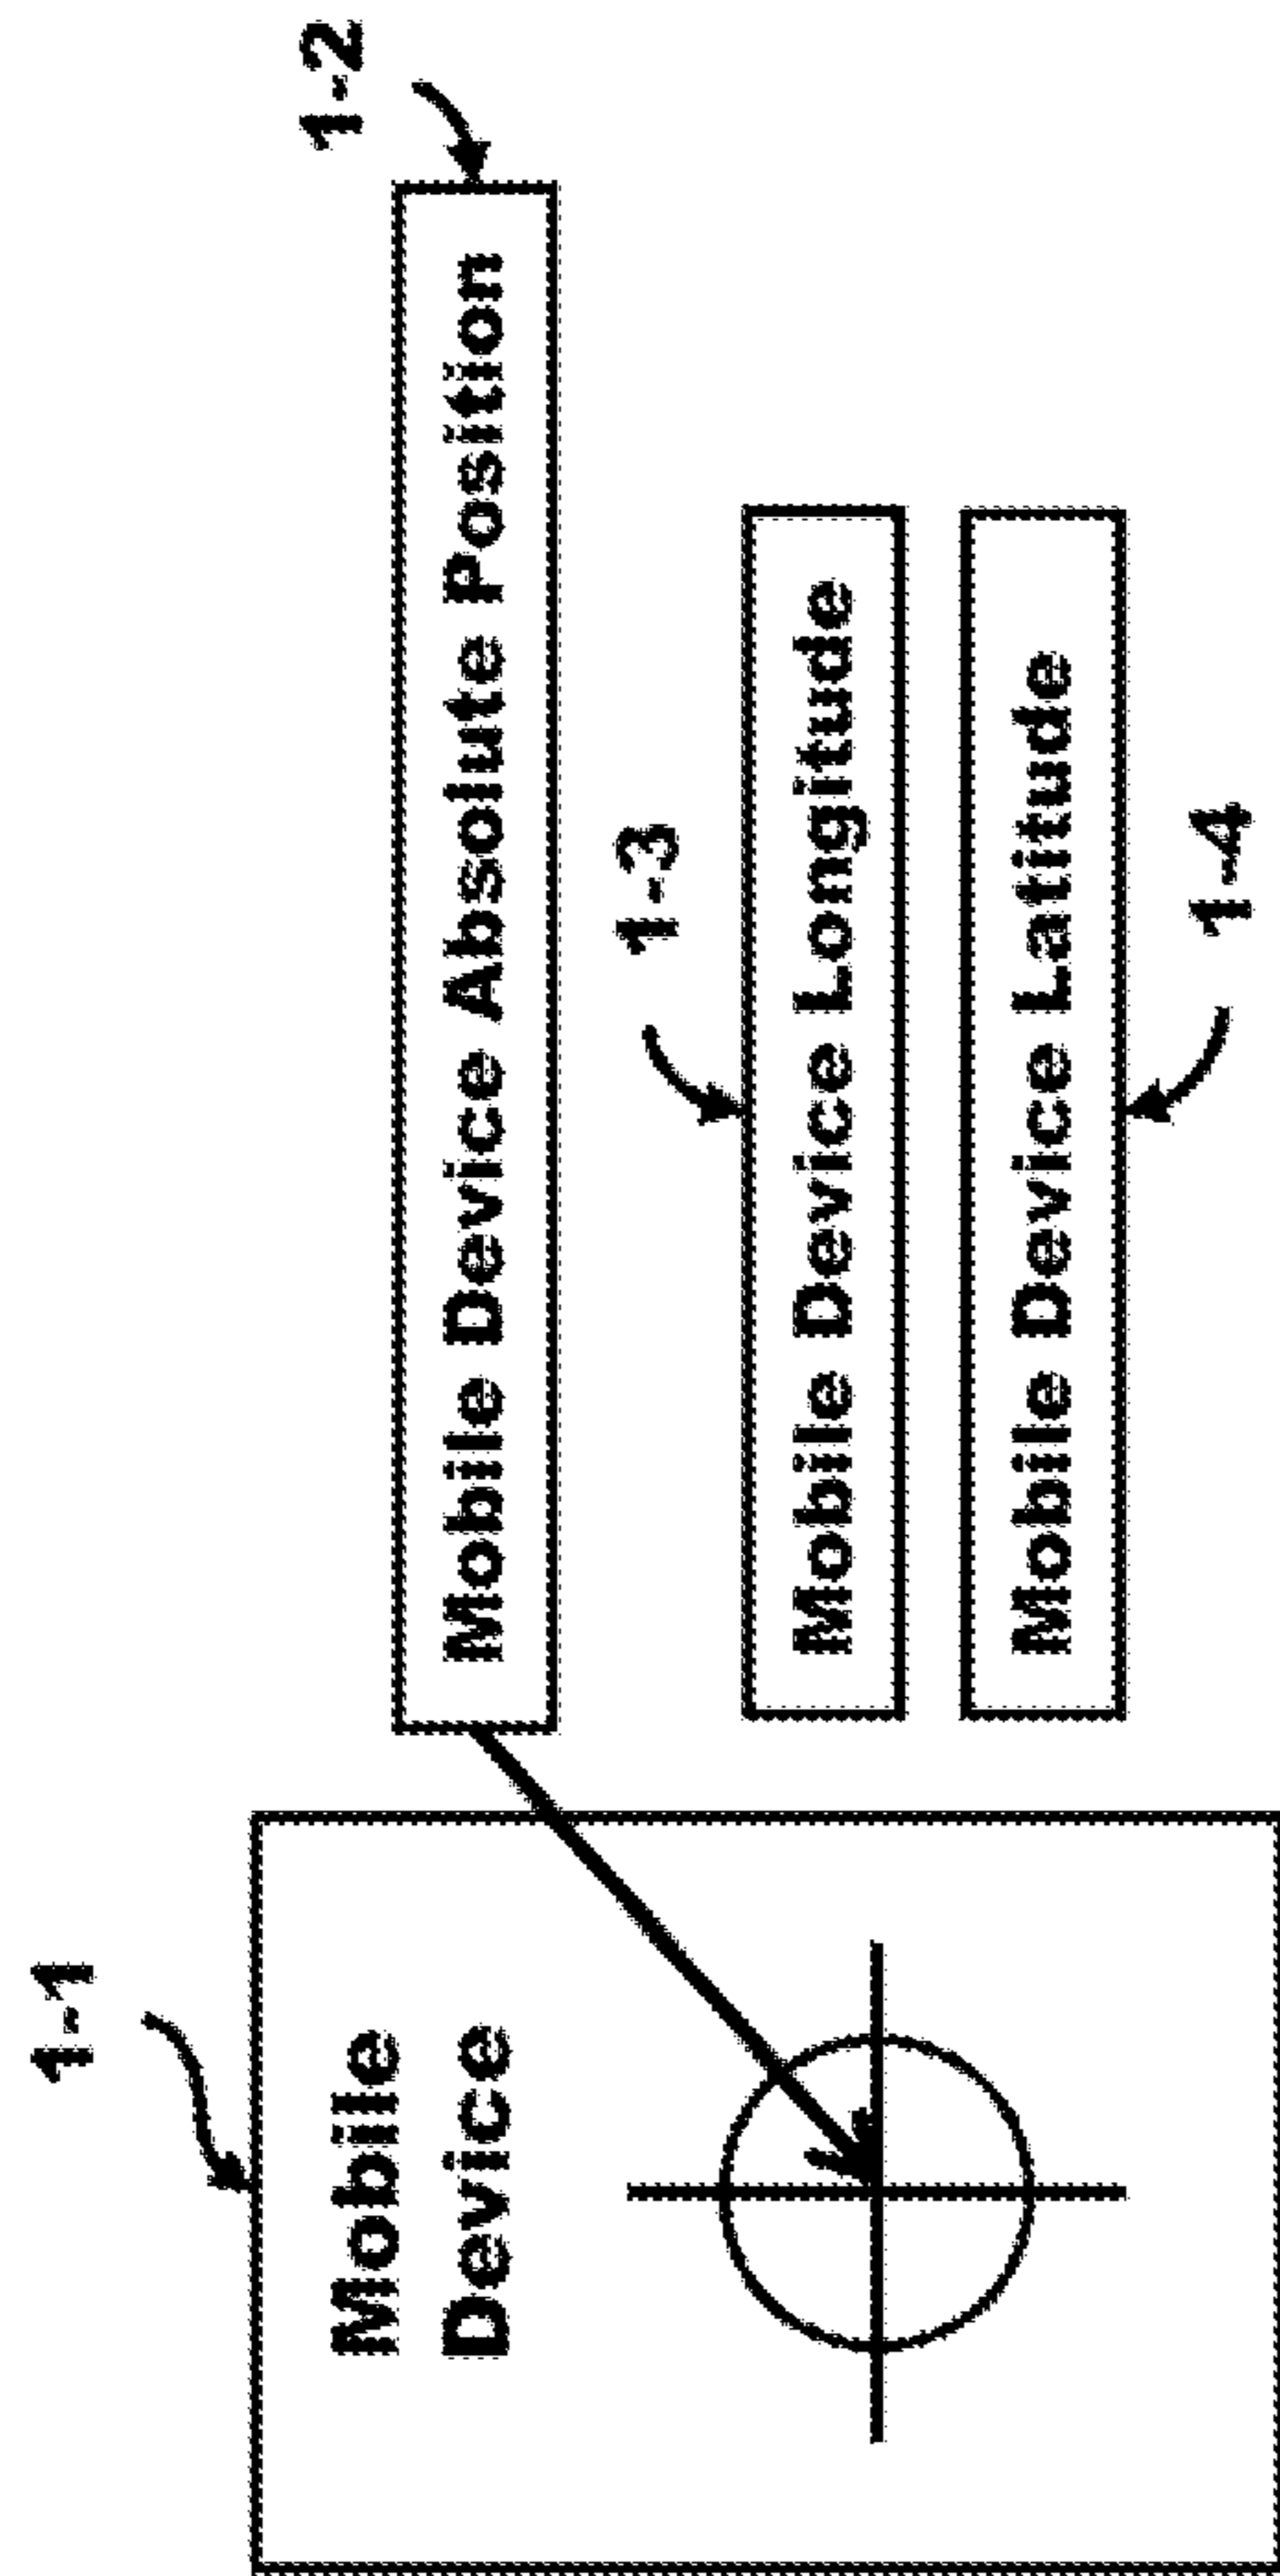 1-1
Mobile
Device
1-2
Mobile Device Absolute Position
1-3
Mobile Device Longitude
Mobile Device Latitude
1-4